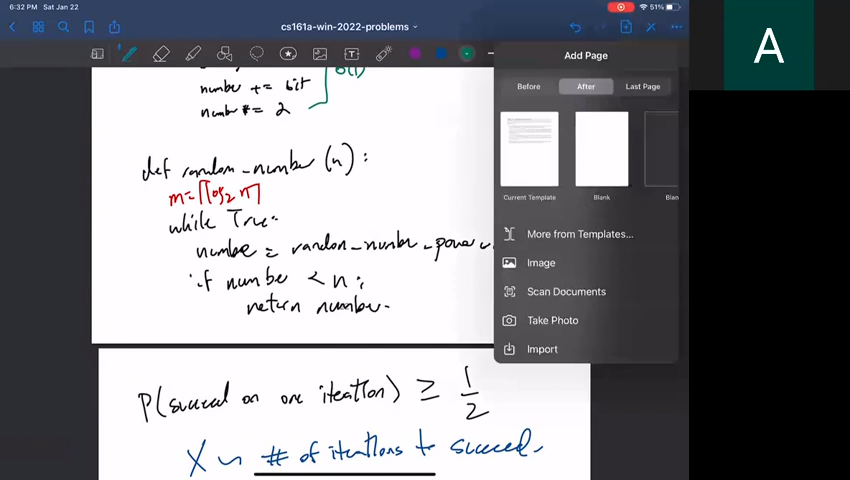 6:32 PM Sat Jan 22
51%
cs161a-win-2022-problems
A
Add Page
Before After Last Page
Current Template Blank Blan
More from Templates...
Image
Scan Documents
Take Photo
Import
number += bit
number *= 2
O(1)
def random_number (n):
m=⌈log₂ n⌉
while True:
number = random_number_power
if number < n:
return number.
P(succeed on one iteration) ≥ 1/2
X ~ # of iterations to succeed.